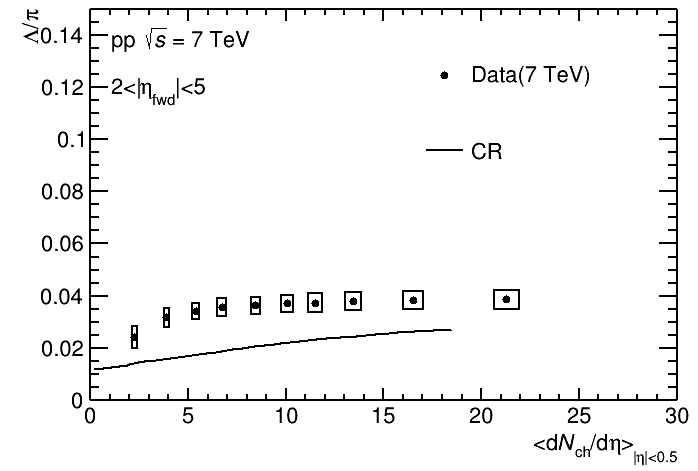 Λ/π
pp √s = 7 TeV
2<|η_fwd|<5
Data(7 TeV)
CR
0.14
0.12
0.1
0.08
0.06
0.04
0.02
0
0 5 10 15 20 25 30
<dN_ch/dη>_|η|<0.5